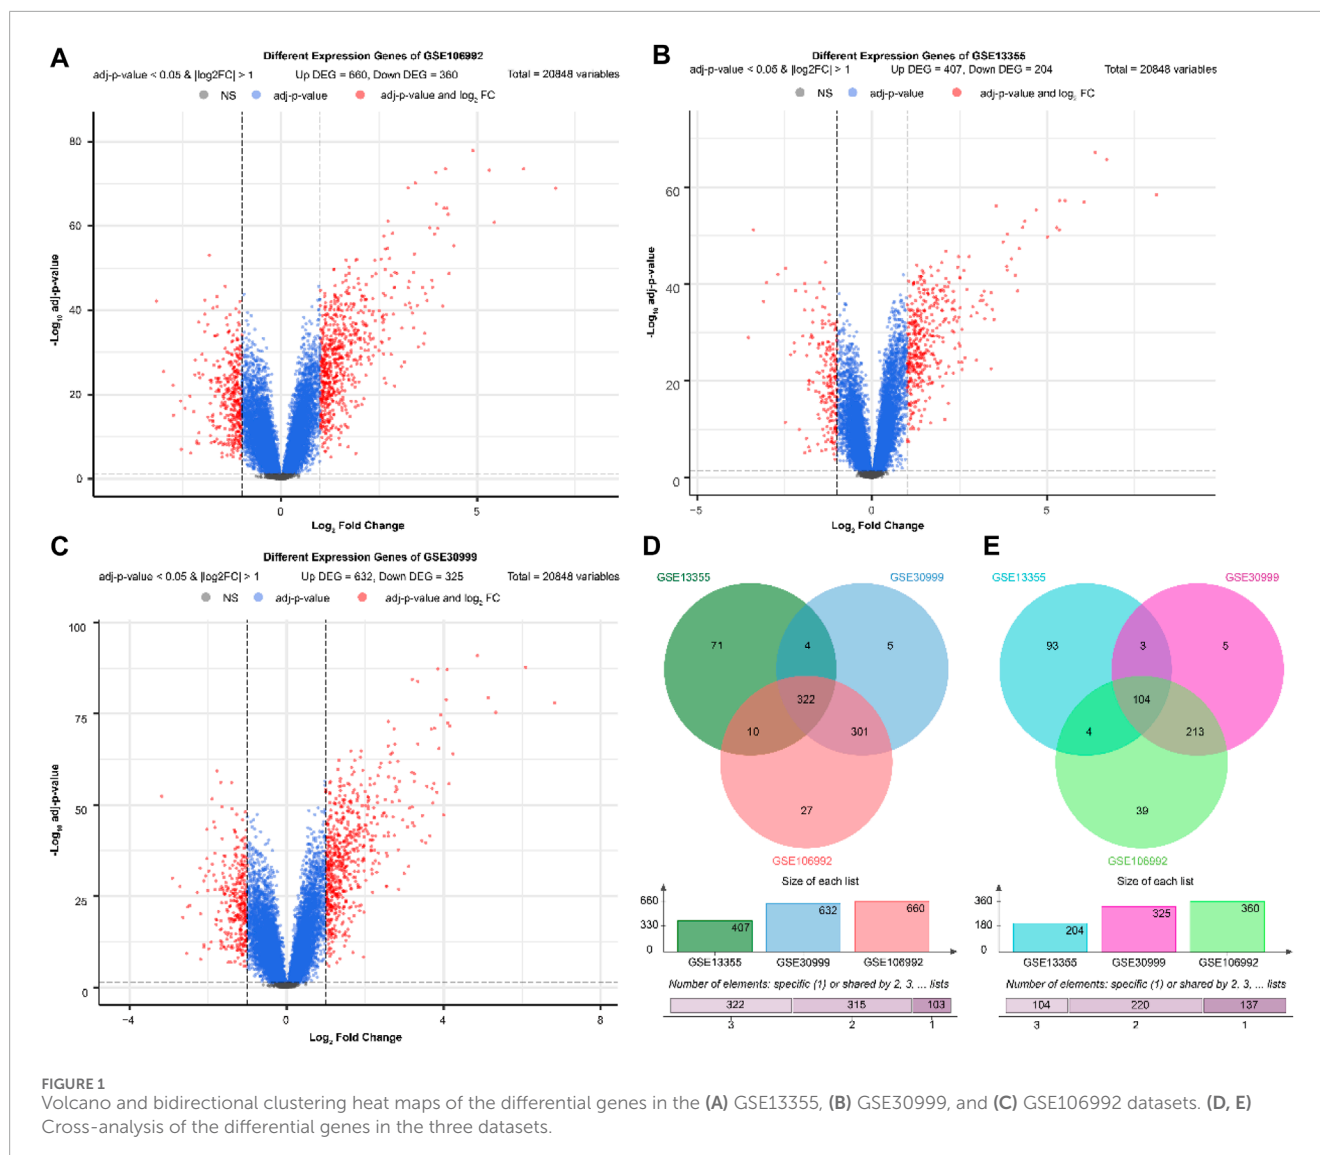 A
Different Expression Genes of GSE106992
adj-p-value < 0.05 & |log2FC| > 1 Up DEG = 660, Down DEG = 360 Total = 20848 variables
NS adj-p-value adj-p-value and log2 FC
80
60
40
20
0
-Log10 adj-p-value
0 5
Log2 Fold Change
B
Different Expression Genes of GSE13355
adj-p-value < 0.05 & |log2FC| > 1 Up DEG = 407, Down DEG = 204 Total = 20848 variables
NS adj-p-value adj-p-value and log2 FC
60
40
20
0
-Log10 adj-p-value
−5 0 5
Log2 Fold Change
C
Different Expression Genes of GSE30999
adj-p-value < 0.05 & |log2FC| > 1 Up DEG = 632, Down DEG = 325 Total = 20848 variables
NS adj-p-value adj-p-value and log2 FC
100
75
50
25
0
-Log10 adj-p-value
−4 0 4 8
Log2 Fold Change
D
GSE13355 GSE30999
71 4 5
322
10 301
27
GSE106992
Size of each list
660
330
0
407 632 660
GSE13355 GSE30999 GSE106992
Number of elements: specific (1) or shared by 2, 3, ... lists
322 315 103
3 2 1
E
GSE13355 GSE30999
93 3 5
104
4 213
39
GSE106992
Size of each list
360
180
0
204 325 360
GSE13355 GSE30999 GSE106992
Number of elements: specific (1) or shared by 2, 3, ... lists
104 220 137
3 2 1
FIGURE 1
Volcano and bidirectional clustering heat maps of the differential genes in the (A) GSE13355, (B) GSE30999, and (C) GSE106992 datasets. (D, E)
Cross-analysis of the differential genes in the three datasets.